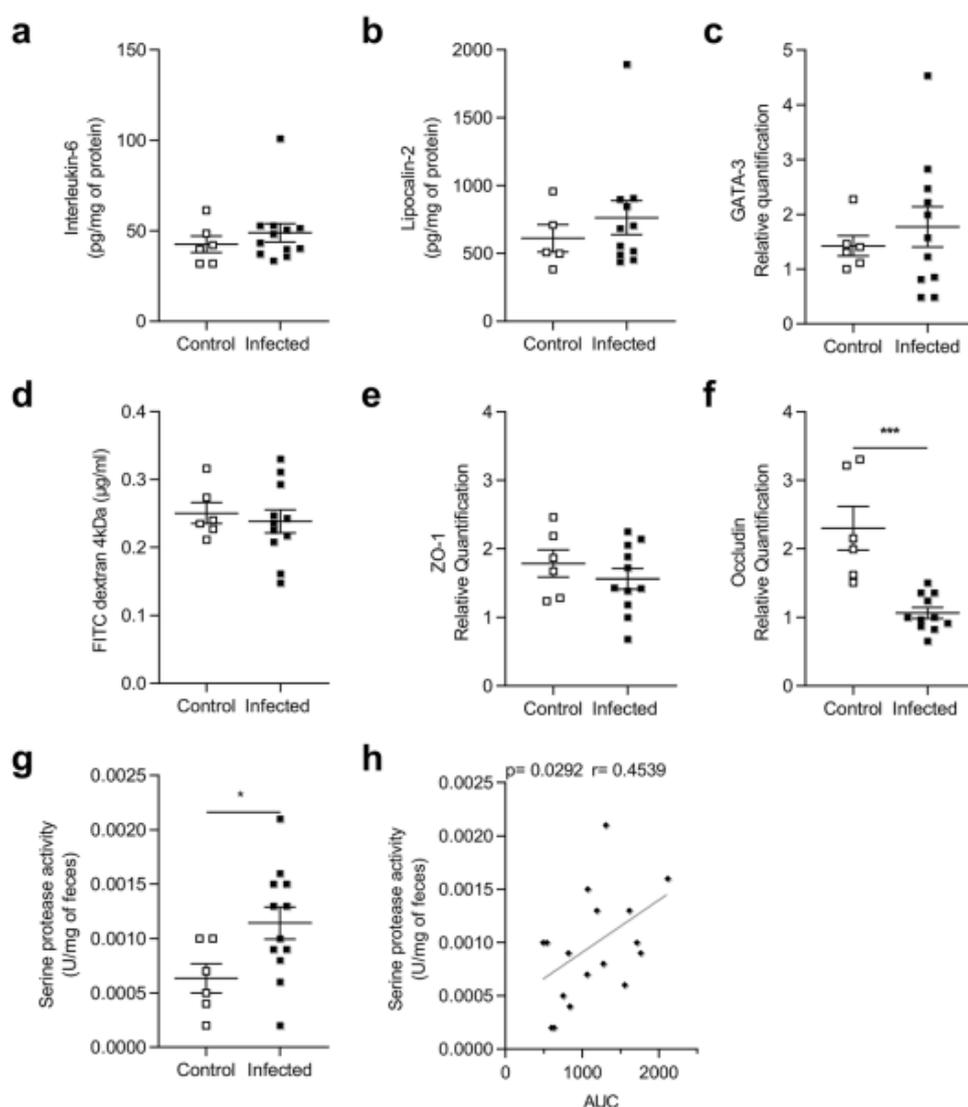 a
150
100
50
0
Interleukin-6
(pg/mg of protein)
Control Infected
b
2000
1500
1000
500
0
Lipocalin-2
(pg/mg of protein)
Control Infected
c
5
4
3
2
1
0
GATA-3
Relative quantification
Control Infected
d
0.4
0.3
0.2
0.1
0.0
FITC dextran 4kDa (µg/ml)
Control Infected
e
4
3
2
1
0
ZO-1
Relative Quantification
Control Infected
f
4
3
2
1
0
Occludin
Relative Quantification
***
Control Infected
g
0.0025
0.0020
0.0015
0.0010
0.0005
0.0000
Serine protease activity
(U/mg of feces)
*
Control Infected
h
p= 0.0292 r= 0.4539
0.0025
0.0020
0.0015
0.0010
0.0005
0.0000
Serine protease activity
(U/mg of feces)
0 1000 2000
AUC